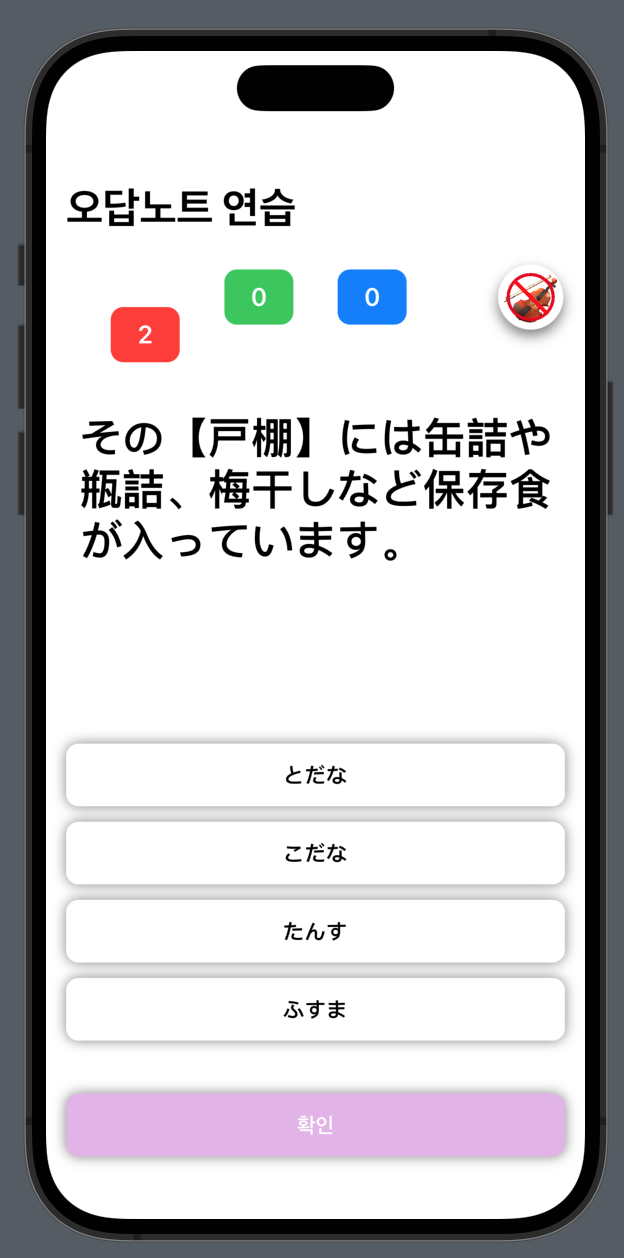 오답노트 연습
0
0
2
その【戸棚】には缶詰や
瓶詰、梅干しなど保存食
が入っています。
とだな
こだな
たんす
ふすま
확인